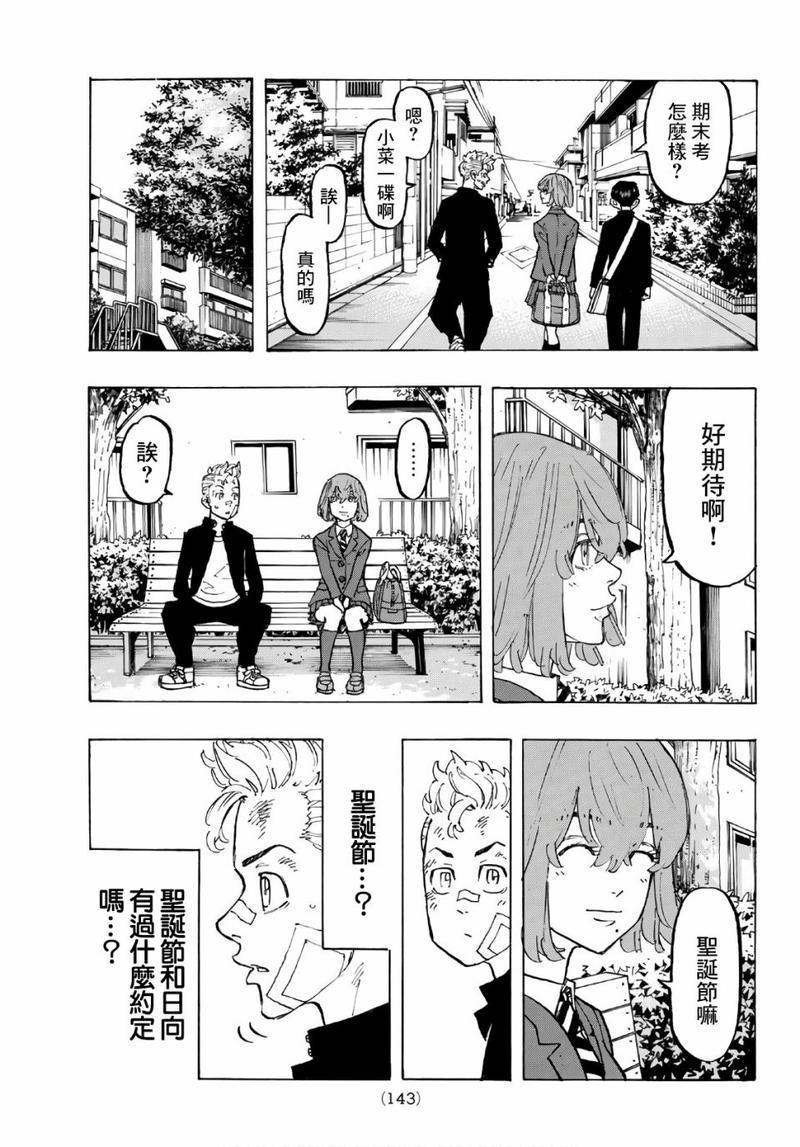 期末考
怎麼樣？
嗯？
小菜一碟啊
誒—
真的嗎
好期待啊！
……
誒？
聖誕節嘛
聖誕節…？
聖誕節和日向
有過什麼約定
嗎…？
(143)